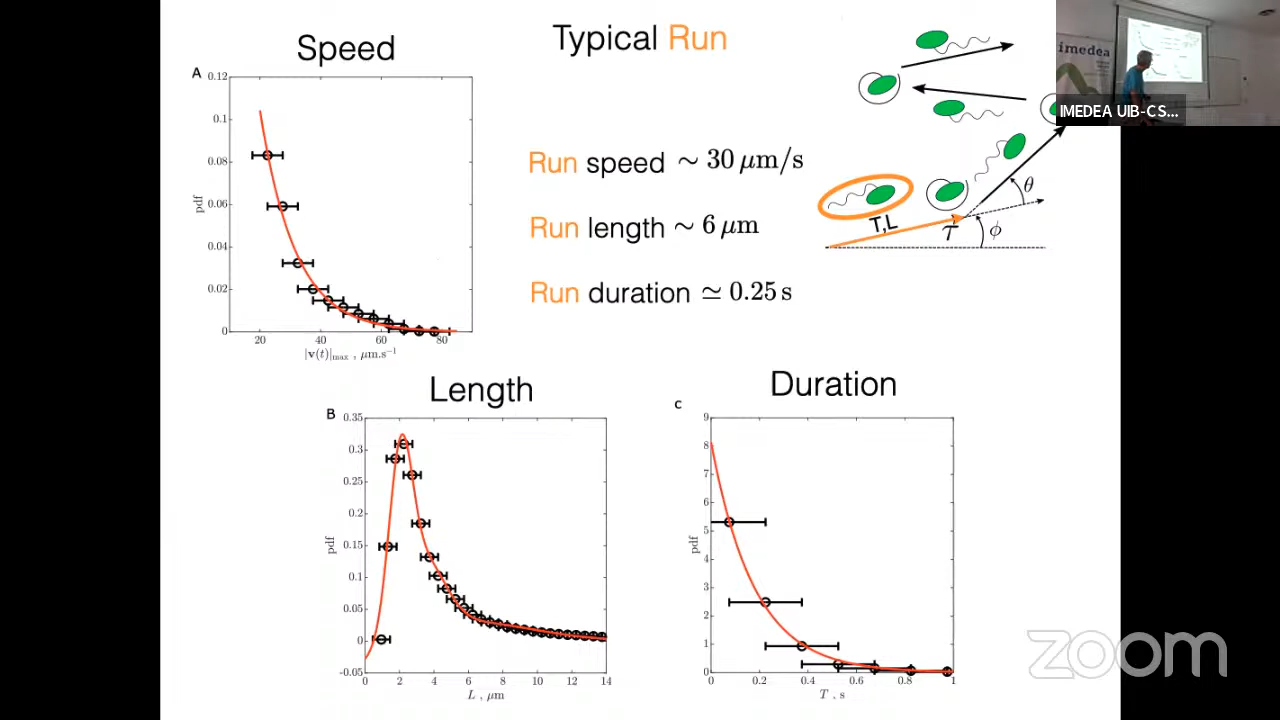 Typical Run
Speed
A
0.12
0.1
0.08
0.06
0.04
0.02
0
pdf
20
40
60
80
|v(t)|max , μm.s⁻¹
Run speed ∼ 30 μm/s
Run length ∼ 6 μm
Run duration ≃ 0.25 s
T,L
τ
θ
ϕ
imedea
IMEDEA UIB-CS...
Length
B
0.35
0.3
0.25
0.2
0.15
0.1
0.05
0
-0.05
pdf
0
2
4
6
8
10
12
14
L , μm
Duration
C
9
8
7
6
5
4
3
2
1
0
pdf
0
0.2
0.4
0.6
0.8
1
T , s
zoom